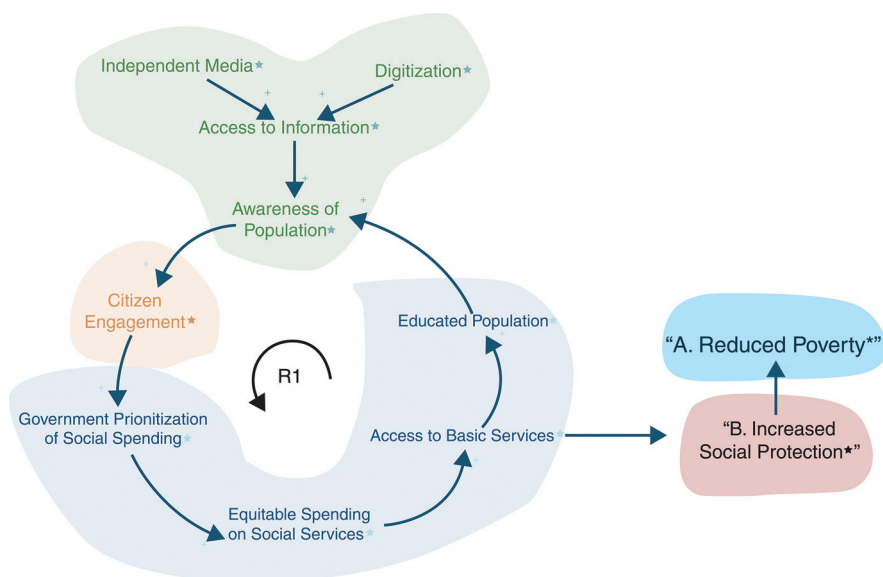 Independent Media★
Digitization★
+
+
Access to Information★
+
+
Awareness of
Population★
+
Citizen
Engagement★
Educated Population★
+
R1
"A. Reduced Poverty*"
+
Government Prionitization
of Social Spending★
Access to Basic Services★
+
"B. Increased
Social Protection★"
Equitable Spending
on Social Services★
+